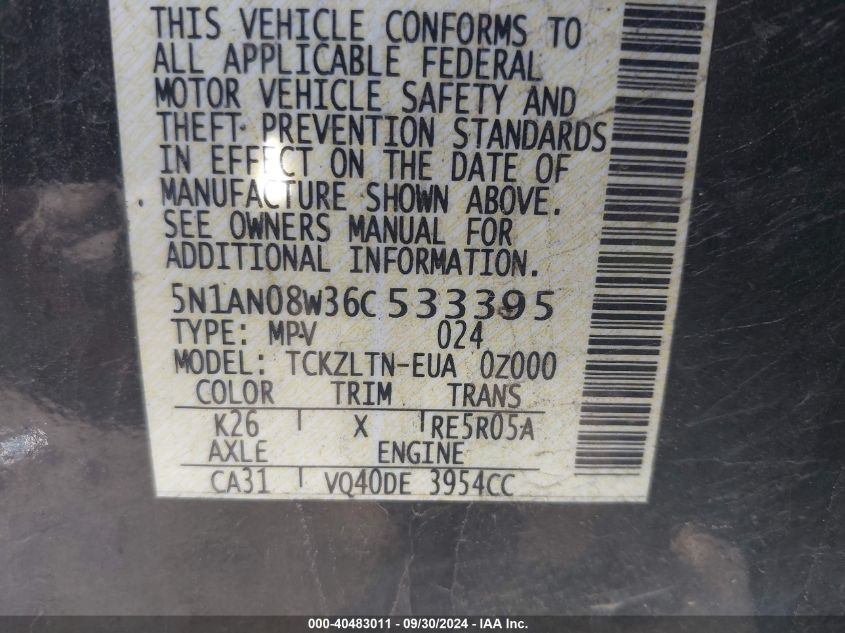 THIS VEHICLE CONFORMS TO
ALL APPLICABLE FEDERAL
MOTOR VEHICLE SAFETY AND
THEFT PREVENTION STANDARDS
IN EFFECT ON THE DATE OF
MANUFACTURE SHOWN ABOVE.
SEE OWNERS MANUAL FOR
ADDITIONAL INFORMATION.
5N1AN08W36C533395
TYPE: MPV 024
MODEL: TCKZLTN-EUA 0Z000
COLOR TRIM TRANS
K26 X RE5R05A
AXLE ENGINE
CA31 VQ40DE 3954CC
000-40483011 - 09/30/2024 - IAA Inc.